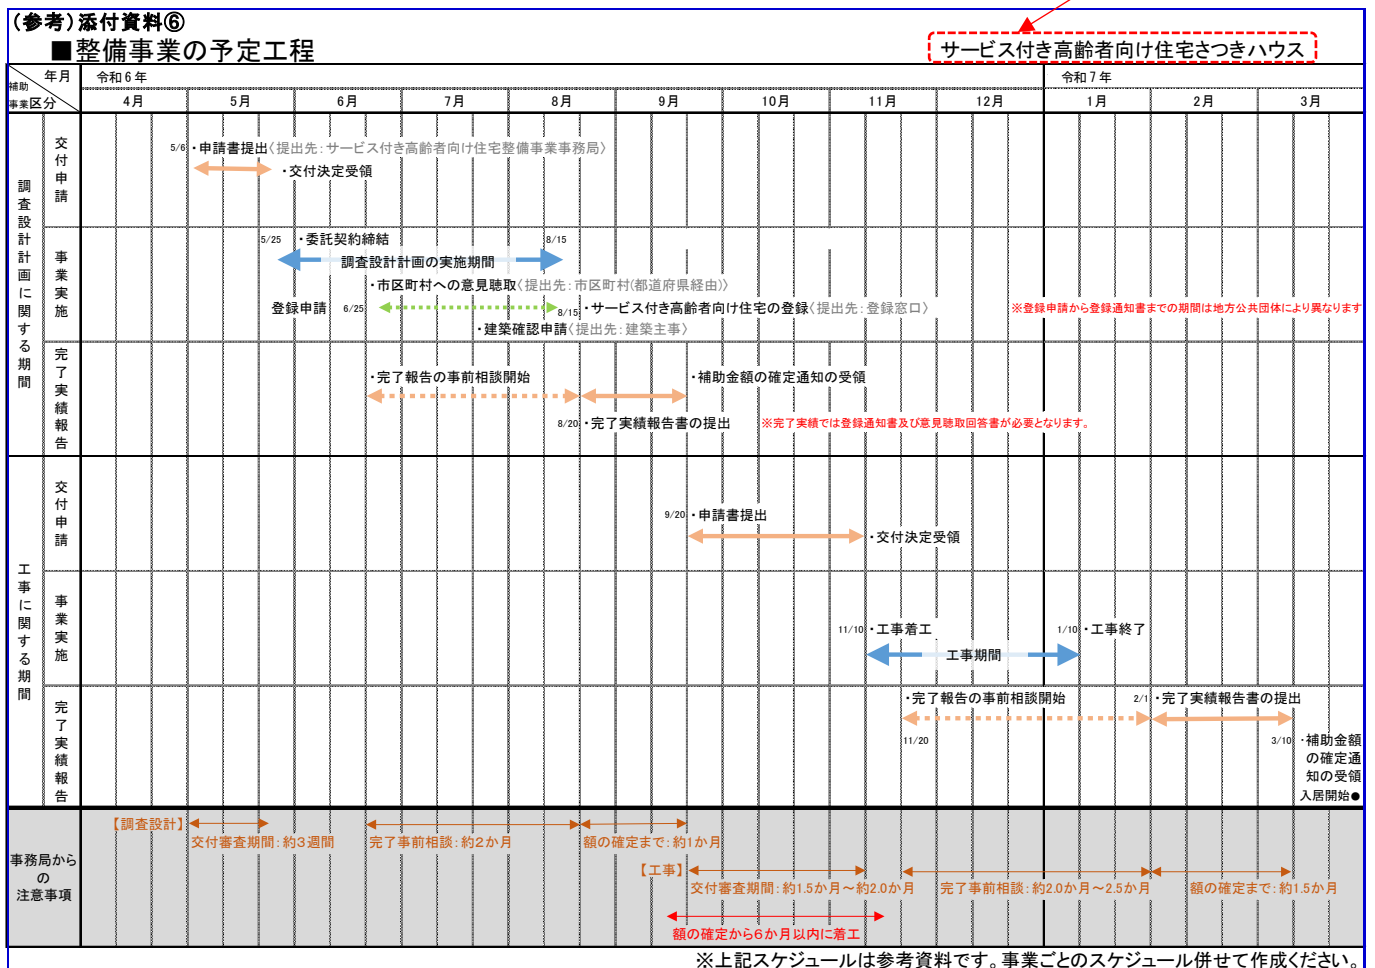 (参考)添付資料⑥
■整備事業の予定工程
サービス付き高齢者向け住宅さつきハウス
年月
補助
事業区分
令和6年
令和7年
4月 5月 6月 7月 8月 9月 10月 11月 12月 1月 2月 3月
調査設計計画に関する期間
交付申請
5/6 ・申請書提出〈提出先:サービス付き高齢者向け住宅整備事業事務局〉
・交付決定受領
事業実施
5/25 ・委託契約締結 8/15
調査設計計画の実施期間
・市区町村への意見聴取〈提出先:市区町村(都道府県経由)〉
登録申請 6/25 8/15 ・サービス付き高齢者向け住宅の登録〈提出先:登録窓口〉 ※登録申請から登録通知書までの期間は地方公共団体により異なります
・建築確認申請〈提出先:建築主事〉
完了実績報告
・完了報告の事前相談開始 ・補助金額の確定通知の受領
8/20 ・完了実績報告書の提出 ※完了実績では登録通知書及び意見聴取回答書が必要となります。
工事に関する期間
交付申請
9/20 ・申請書提出
・交付決定受領
事業実施
11/10 ・工事着工 1/10 ・工事終了
工事期間
完了実績報告
・完了報告の事前相談開始 2/1 ・完了実績報告書の提出
11/20 3/10 ・補助金額
の確定通
知の受領
入居開始●
事務局から
の
注意事項
【調査設計】
交付審査期間:約3週間 完了事前相談:約2か月 額の確定まで:約1か月
【工事】
交付審査期間:約1.5か月~約2.0か月 完了事前相談:約2.0か月~2.5か月 額の確定まで:約1.5か月
額の確定から6か月以内に着工
※上記スケジュールは参考資料です。事業ごとのスケジュール併せて作成ください。